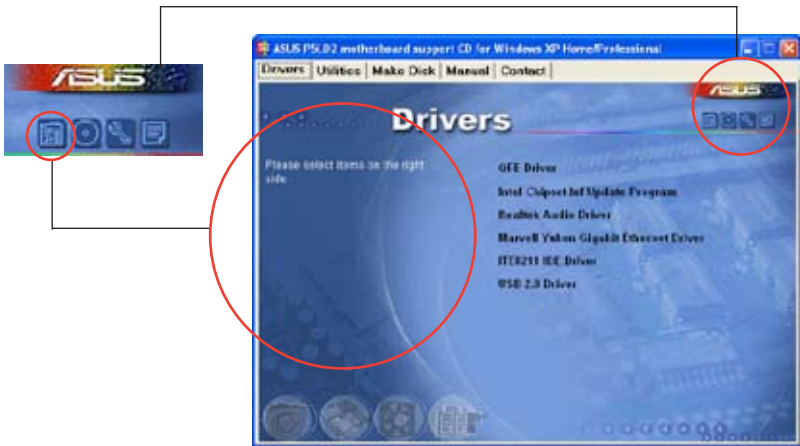 ASUS
ASUS P5LD2 motherboard support CD for Windows XP Home/Professional
Drivers Utilities Make Disk Manual Contact
ASUS
Drivers
Please select items on the right
side
GFE Driver
Intel Chipset Inf Update Program
Realtek Audio Driver
Marvell Yukon Gigabit Ethernet Driver
ITE8211 IDE Driver
USB 2.0 Driver